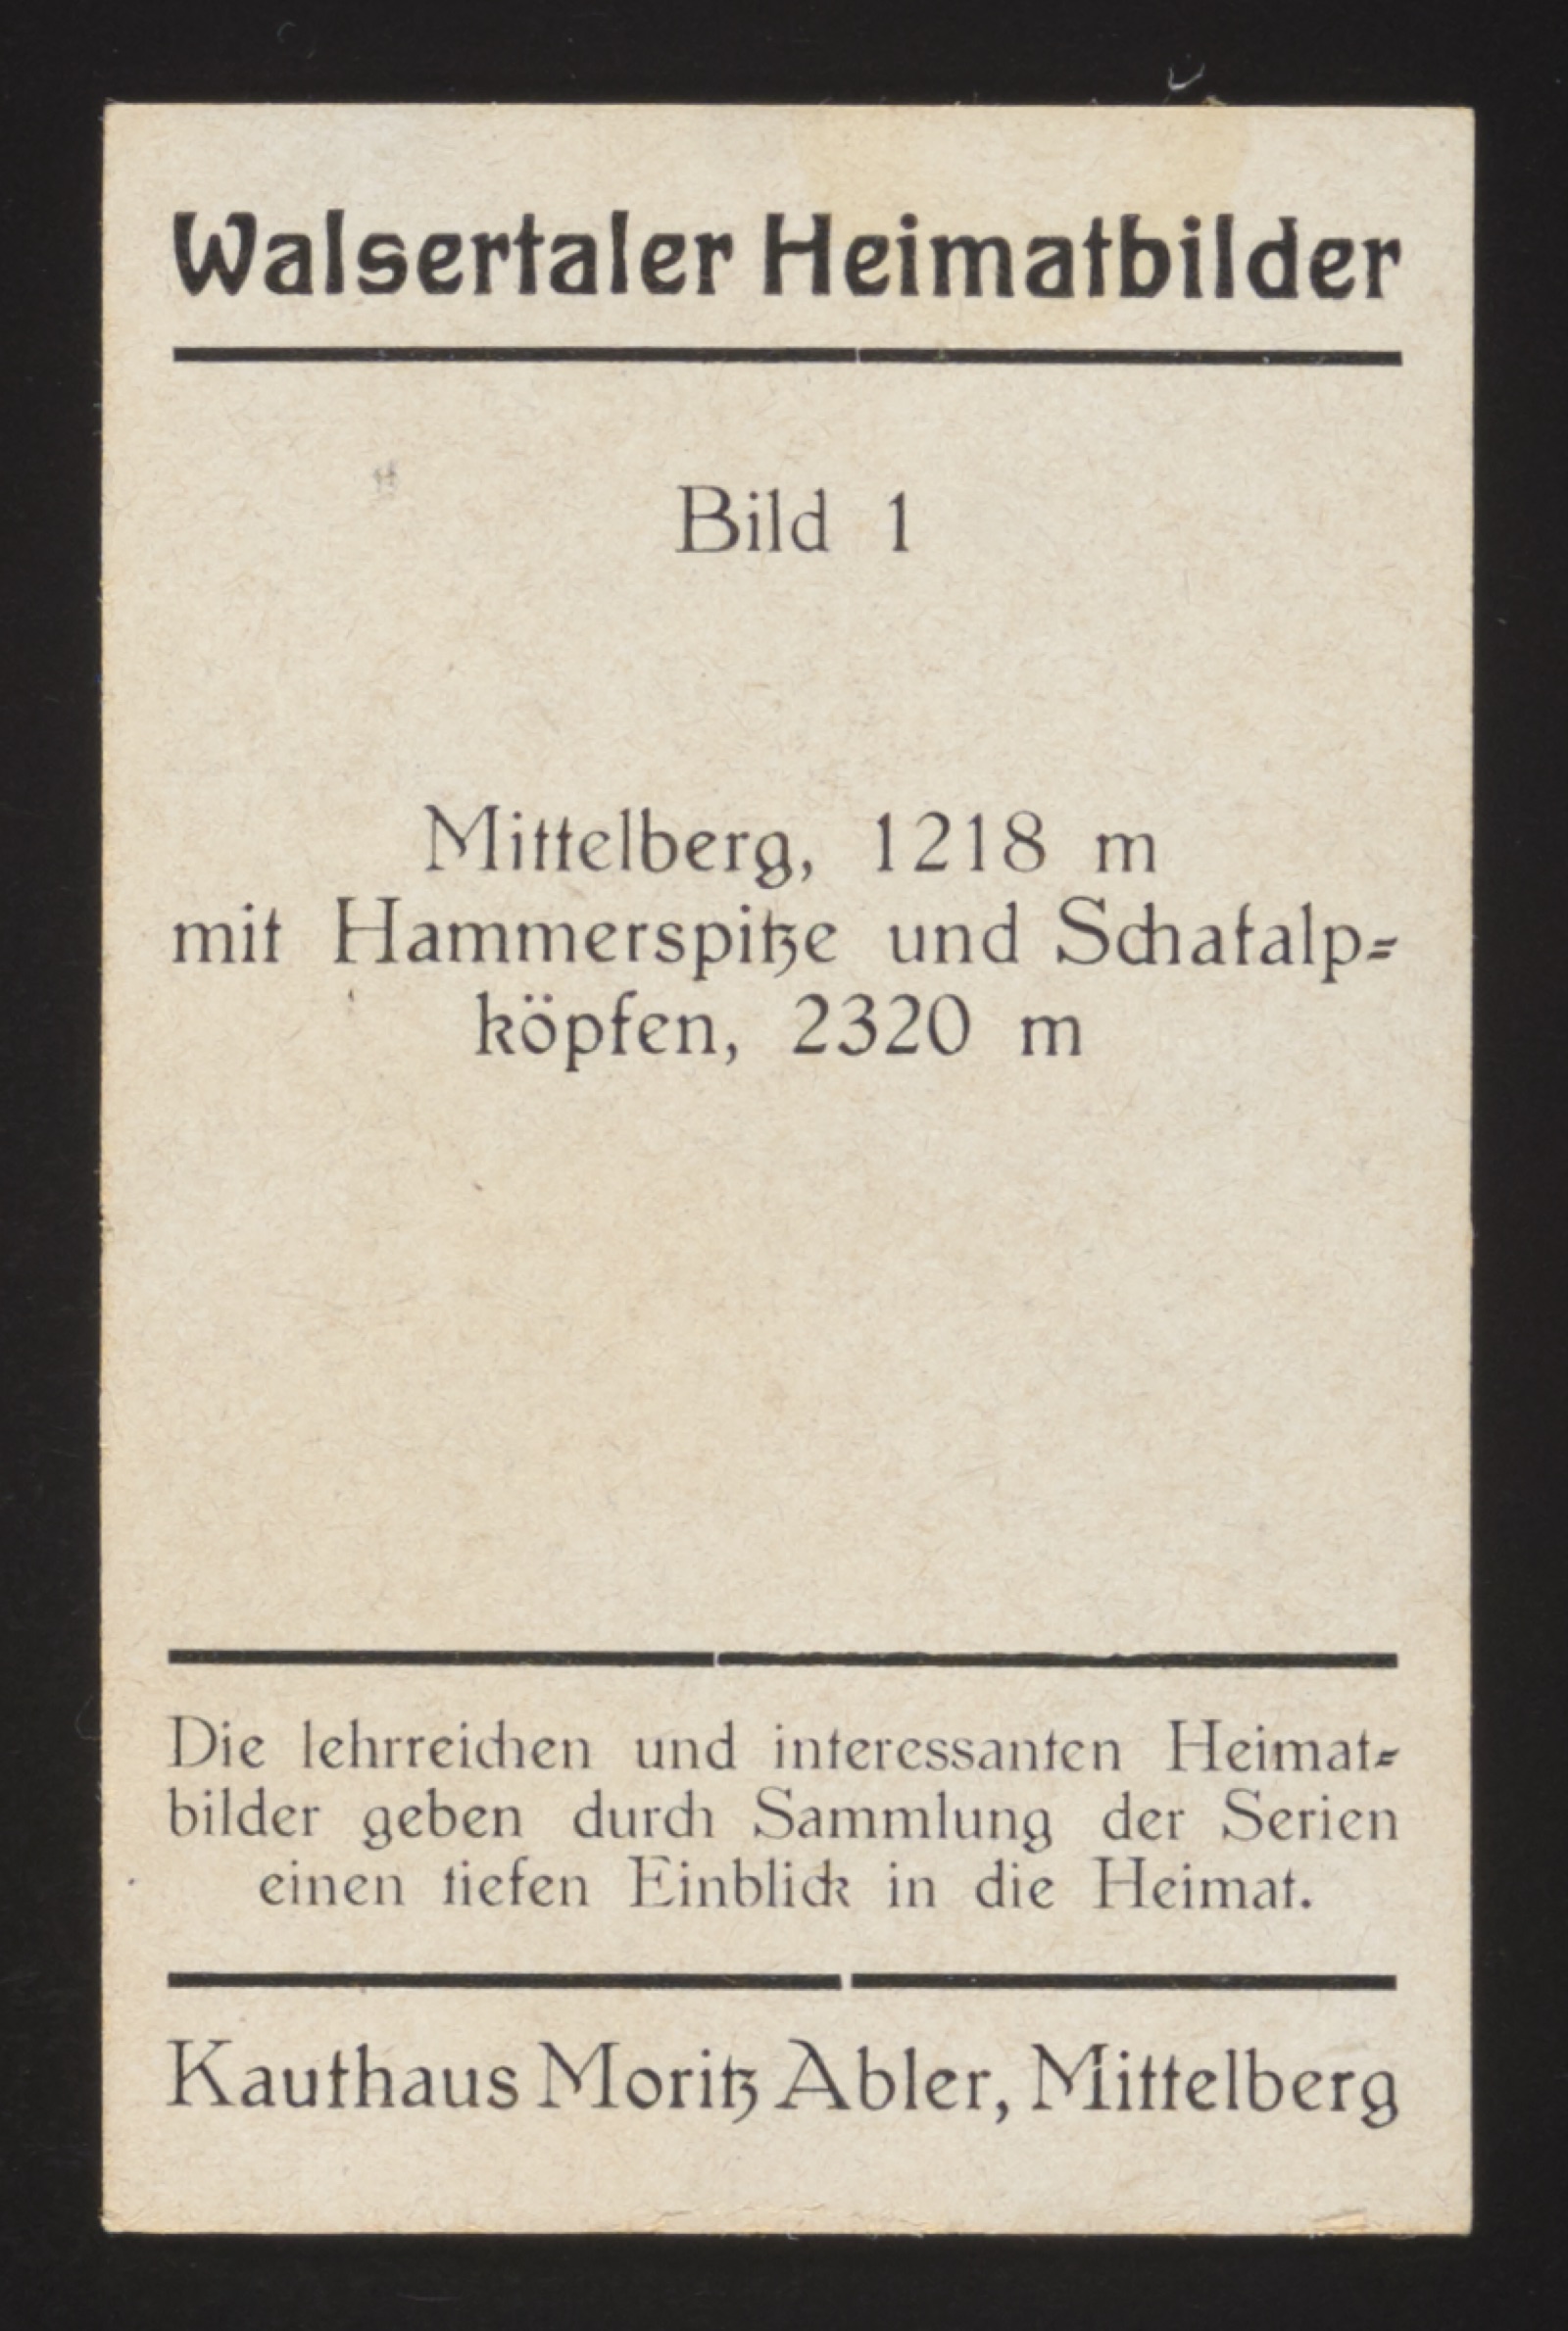 Walsertaler Heimatbilder
Bild 1
Mittelberg, 1218 m
mit Hammerspitze und Schafalp=
köpfen, 2320 m
Die lehrreichen und interessanten Heimat=
bilder geben durch Sammlung der Serien
einen tiefen Einblick in die Heimat.
Kaufhaus Moritz Abler, Mittelberg